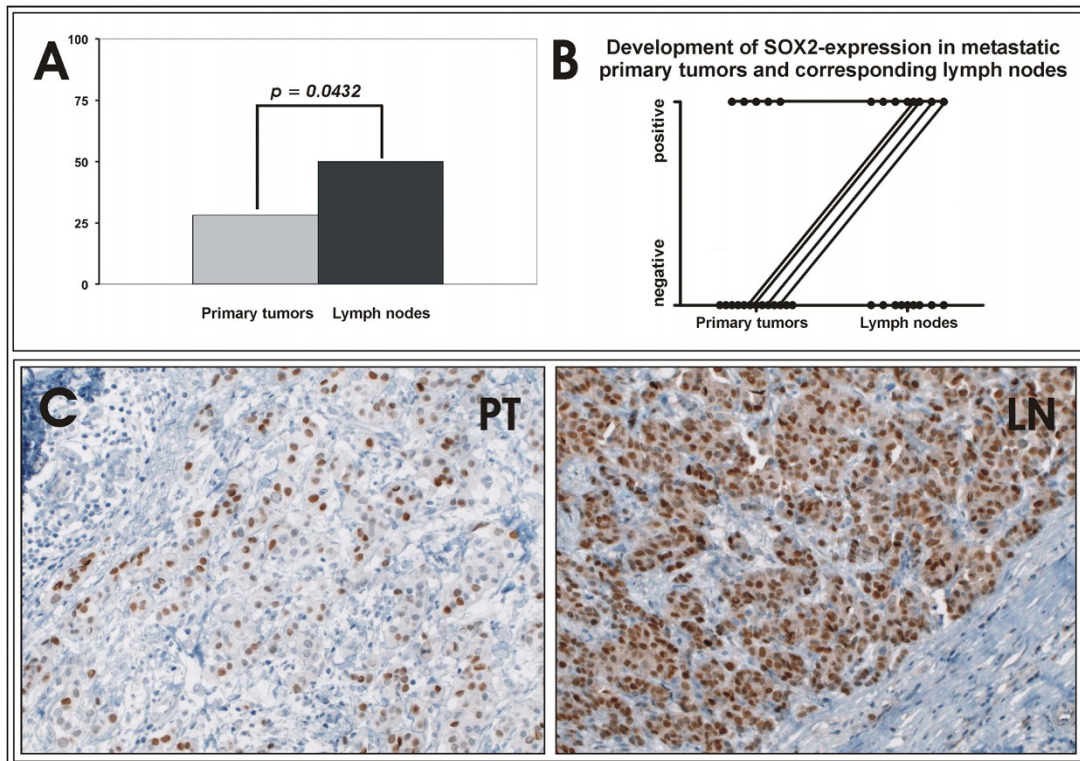 A
100
75
50
25
0
p = 0.0432
Primary tumors Lymph nodes
B
Development of SOX2-expression in metastatic
primary tumors and corresponding lymph nodes
positive
negative
Primary tumors Lymph nodes
C
PT
LN